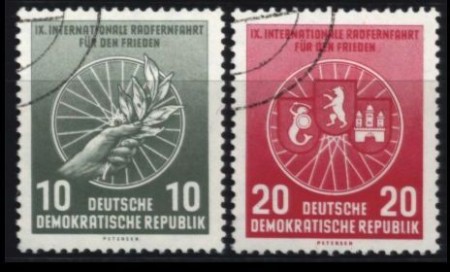 IX. INTERNATIONALE RADFERNFAHRT
FÜR DEN FRIEDEN
10 DEUTSCHE 10
DEMOKRATISCHE REPUBLIK
PETERSEN
IX. INTERNATIONALE RADFERNFAHRT
FÜR DEN FRIEDEN
20 DEUTSCHE 20
DEMOKRATISCHE REPUBLIK
PETERSEN